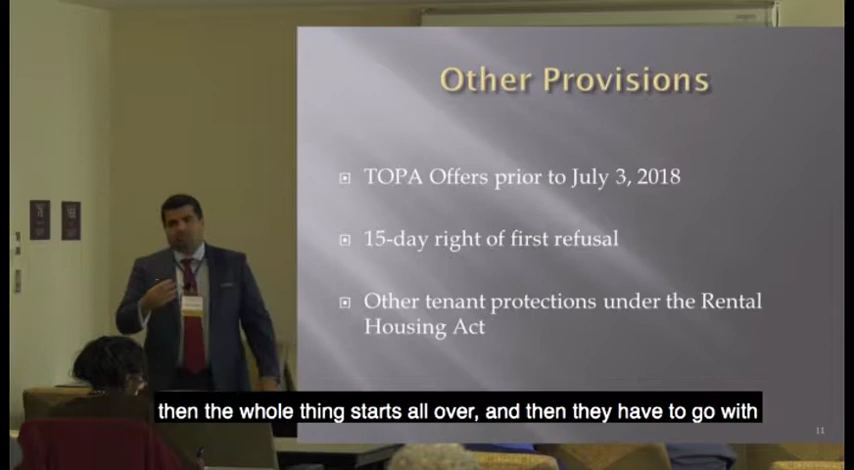 Other Provisions
TOPA Offers prior to July 3, 2018
15-day right of first refusal
Other tenant protections under the Rental
Housing Act
then the whole thing starts all over, and then they have to go with
11